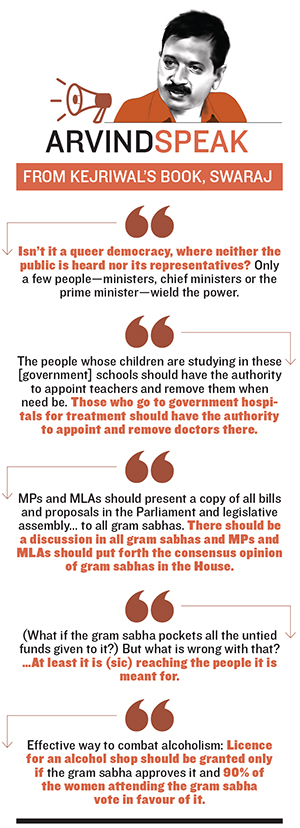 ARVINDSPEAK
FROM KEJRIWAL'S BOOK, SWARAJ
Isn't it a queer democracy, where neither the
public is heard nor its representatives? Only
a few people—ministers, chief ministers or the
prime minister—wield the power.
The people whose children are studying in these
[government] schools should have the authority
to appoint teachers and remove them when
need be. Those who go to government hospi-
tals for treatment should have the authority
to appoint and remove doctors there.
MPs and MLAs should present a copy of all bills
and proposals in the Parliament and legislative
assembly... to all gram sabhas. There should be
a discussion in all gram sabhas and MPs and
MLAs should put forth the consensus opinion
of gram sabhas in the House.
(What if the gram sabha pockets all the untied
funds given to it?) But what is wrong with that?
...At least it is (sic) reaching the people it is
meant for.
Effective way to combat alcoholism: Licence
for an alcohol shop should be granted only
if the gram sabha approves it and 90% of
the women attending the gram sabha
vote in favour of it.